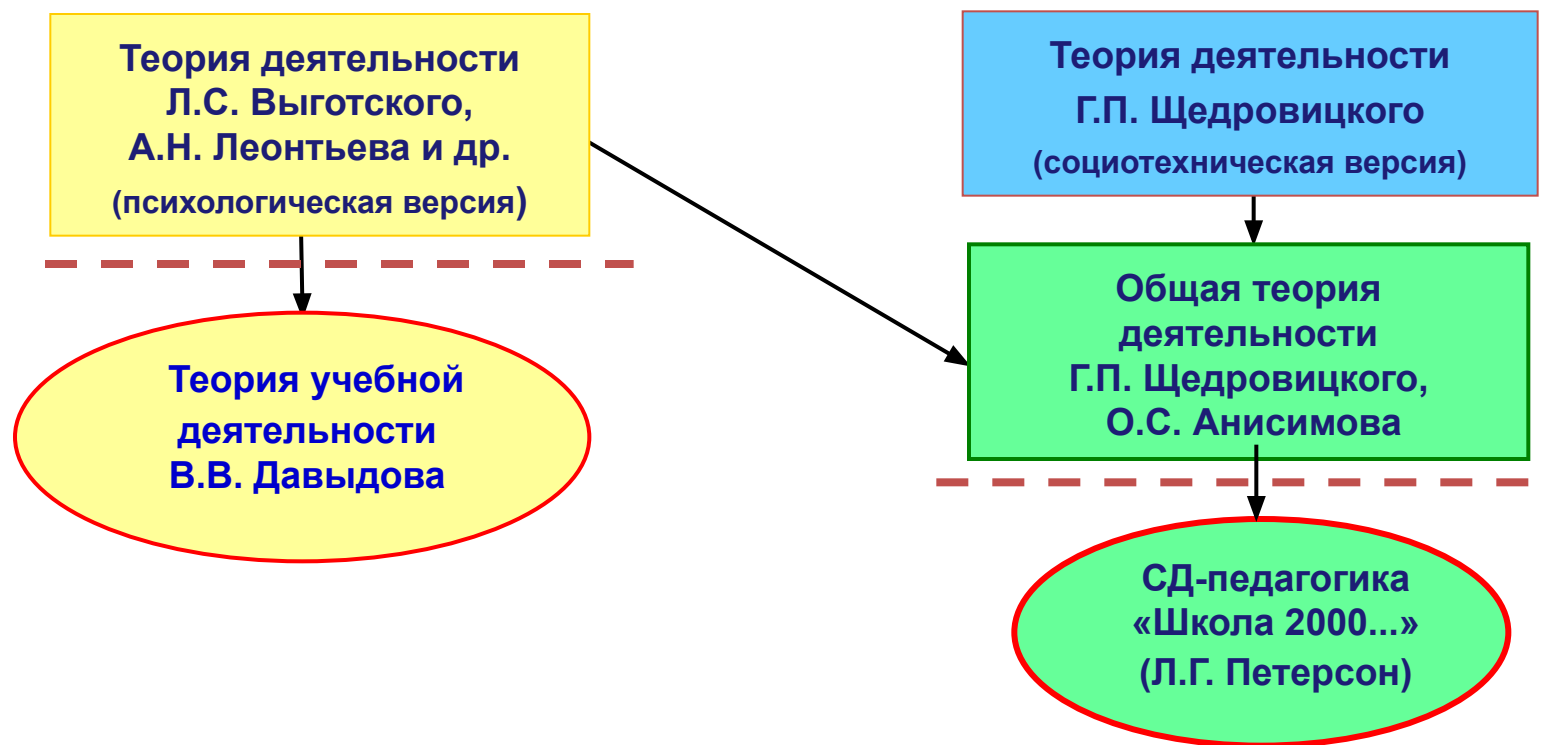 Теория деятельности
Л.С. Выготского,
А.Н. Леонтьева и др.
(психологическая версия)
Теория деятельности
Г.П. Щедровицкого
(социотехническая версия)
Общая теория
деятельности
Г.П. Щедровицкого,
О.С. Анисимова
Теория учебной
деятельности
В.В. Давыдова
СД-педагогика
«Школа 2000...»
(Л.Г. Петерсон)